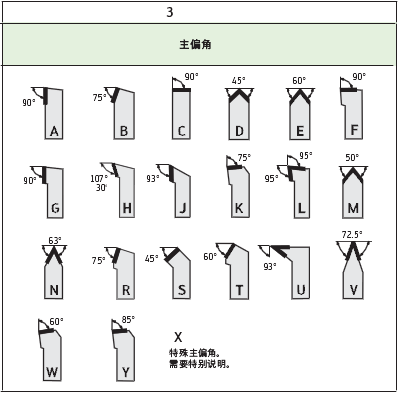 3
主偏角
90° 75° 90° 45° 60° 90°
A B C D E F
90° 107° 30' 93° 75° 95° 95° 50°
G H J K L M
63° 75° 45° 60° 93° 72.5°
N R S T U V
60° 85° X
特殊主偏角。
需要特别说明。
W Y